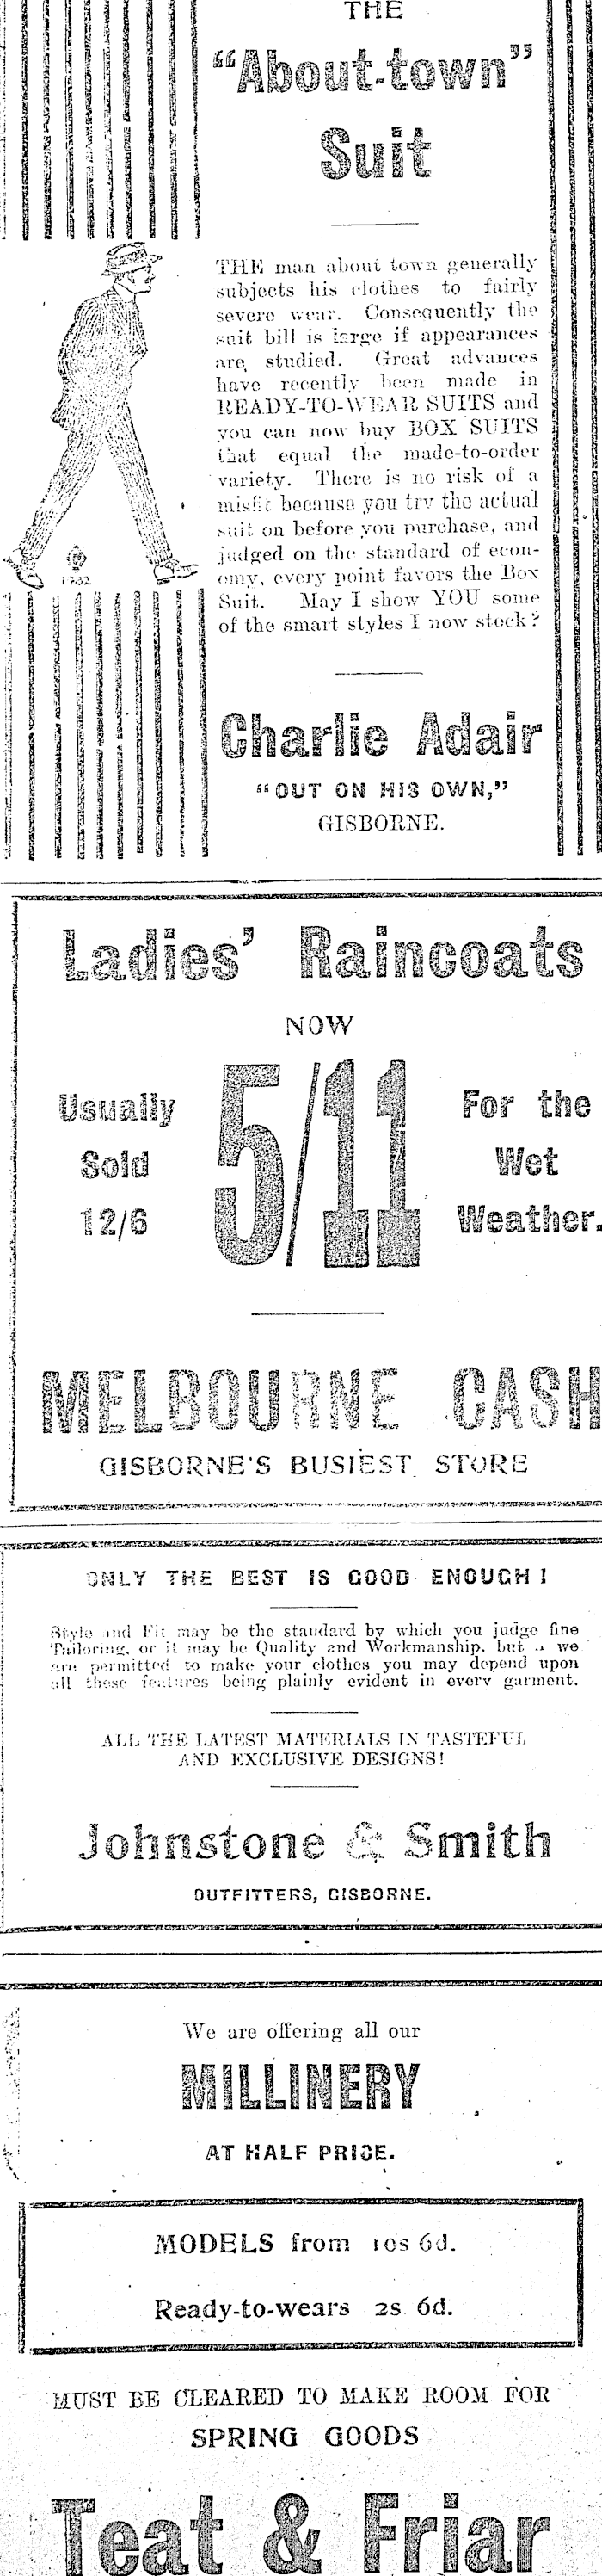 THE
"About-town"
Suit
THE man about town generally
subjects his clothes to fairly
severe wear. Consequently the
suit bill is large if appearances
are studied. Great advances
have recently been made in
READY-TO-WEAR SUITS and
you can now buy BOX SUITS
that equal the made-to-order
variety. There is no risk of a
misfit because you try the actual
suit on before you purchase, and
judged on the standard of econ-
omy, every point favors the Box
Suit. May I show YOU some
of the smart styles I now stock?
1732
Charlie Adair
"OUT ON HIS OWN,"
GISBORNE.
Ladies' Raincoats
NOW
Usually
Sold
12/6
5/11
For the
Wet
Weather.
MELBOURNE CASH
GISBORNE'S BUSIEST STORE
ONLY THE BEST IS GOOD ENOUGH!
Style and Fit may be the standard by which you judge fine
Tailoring, or it may be Quality and Workmanship, but we
are permitted to make your clothes you may depend upon
all these features being plainly evident in every garment.
ALL THE LATEST MATERIALS IN TASTEFUL
AND EXCLUSIVE DESIGNS!
Johnstone & Smith
OUTFITTERS, GISBORNE.
We are offering all our
MILLINERY
AT HALF PRICE.
MODELS from 10s 6d.
Ready-to-wears 2s 6d.
MUST BE CLEARED TO MAKE ROOM FOR
SPRING GOODS
Teat & Friar